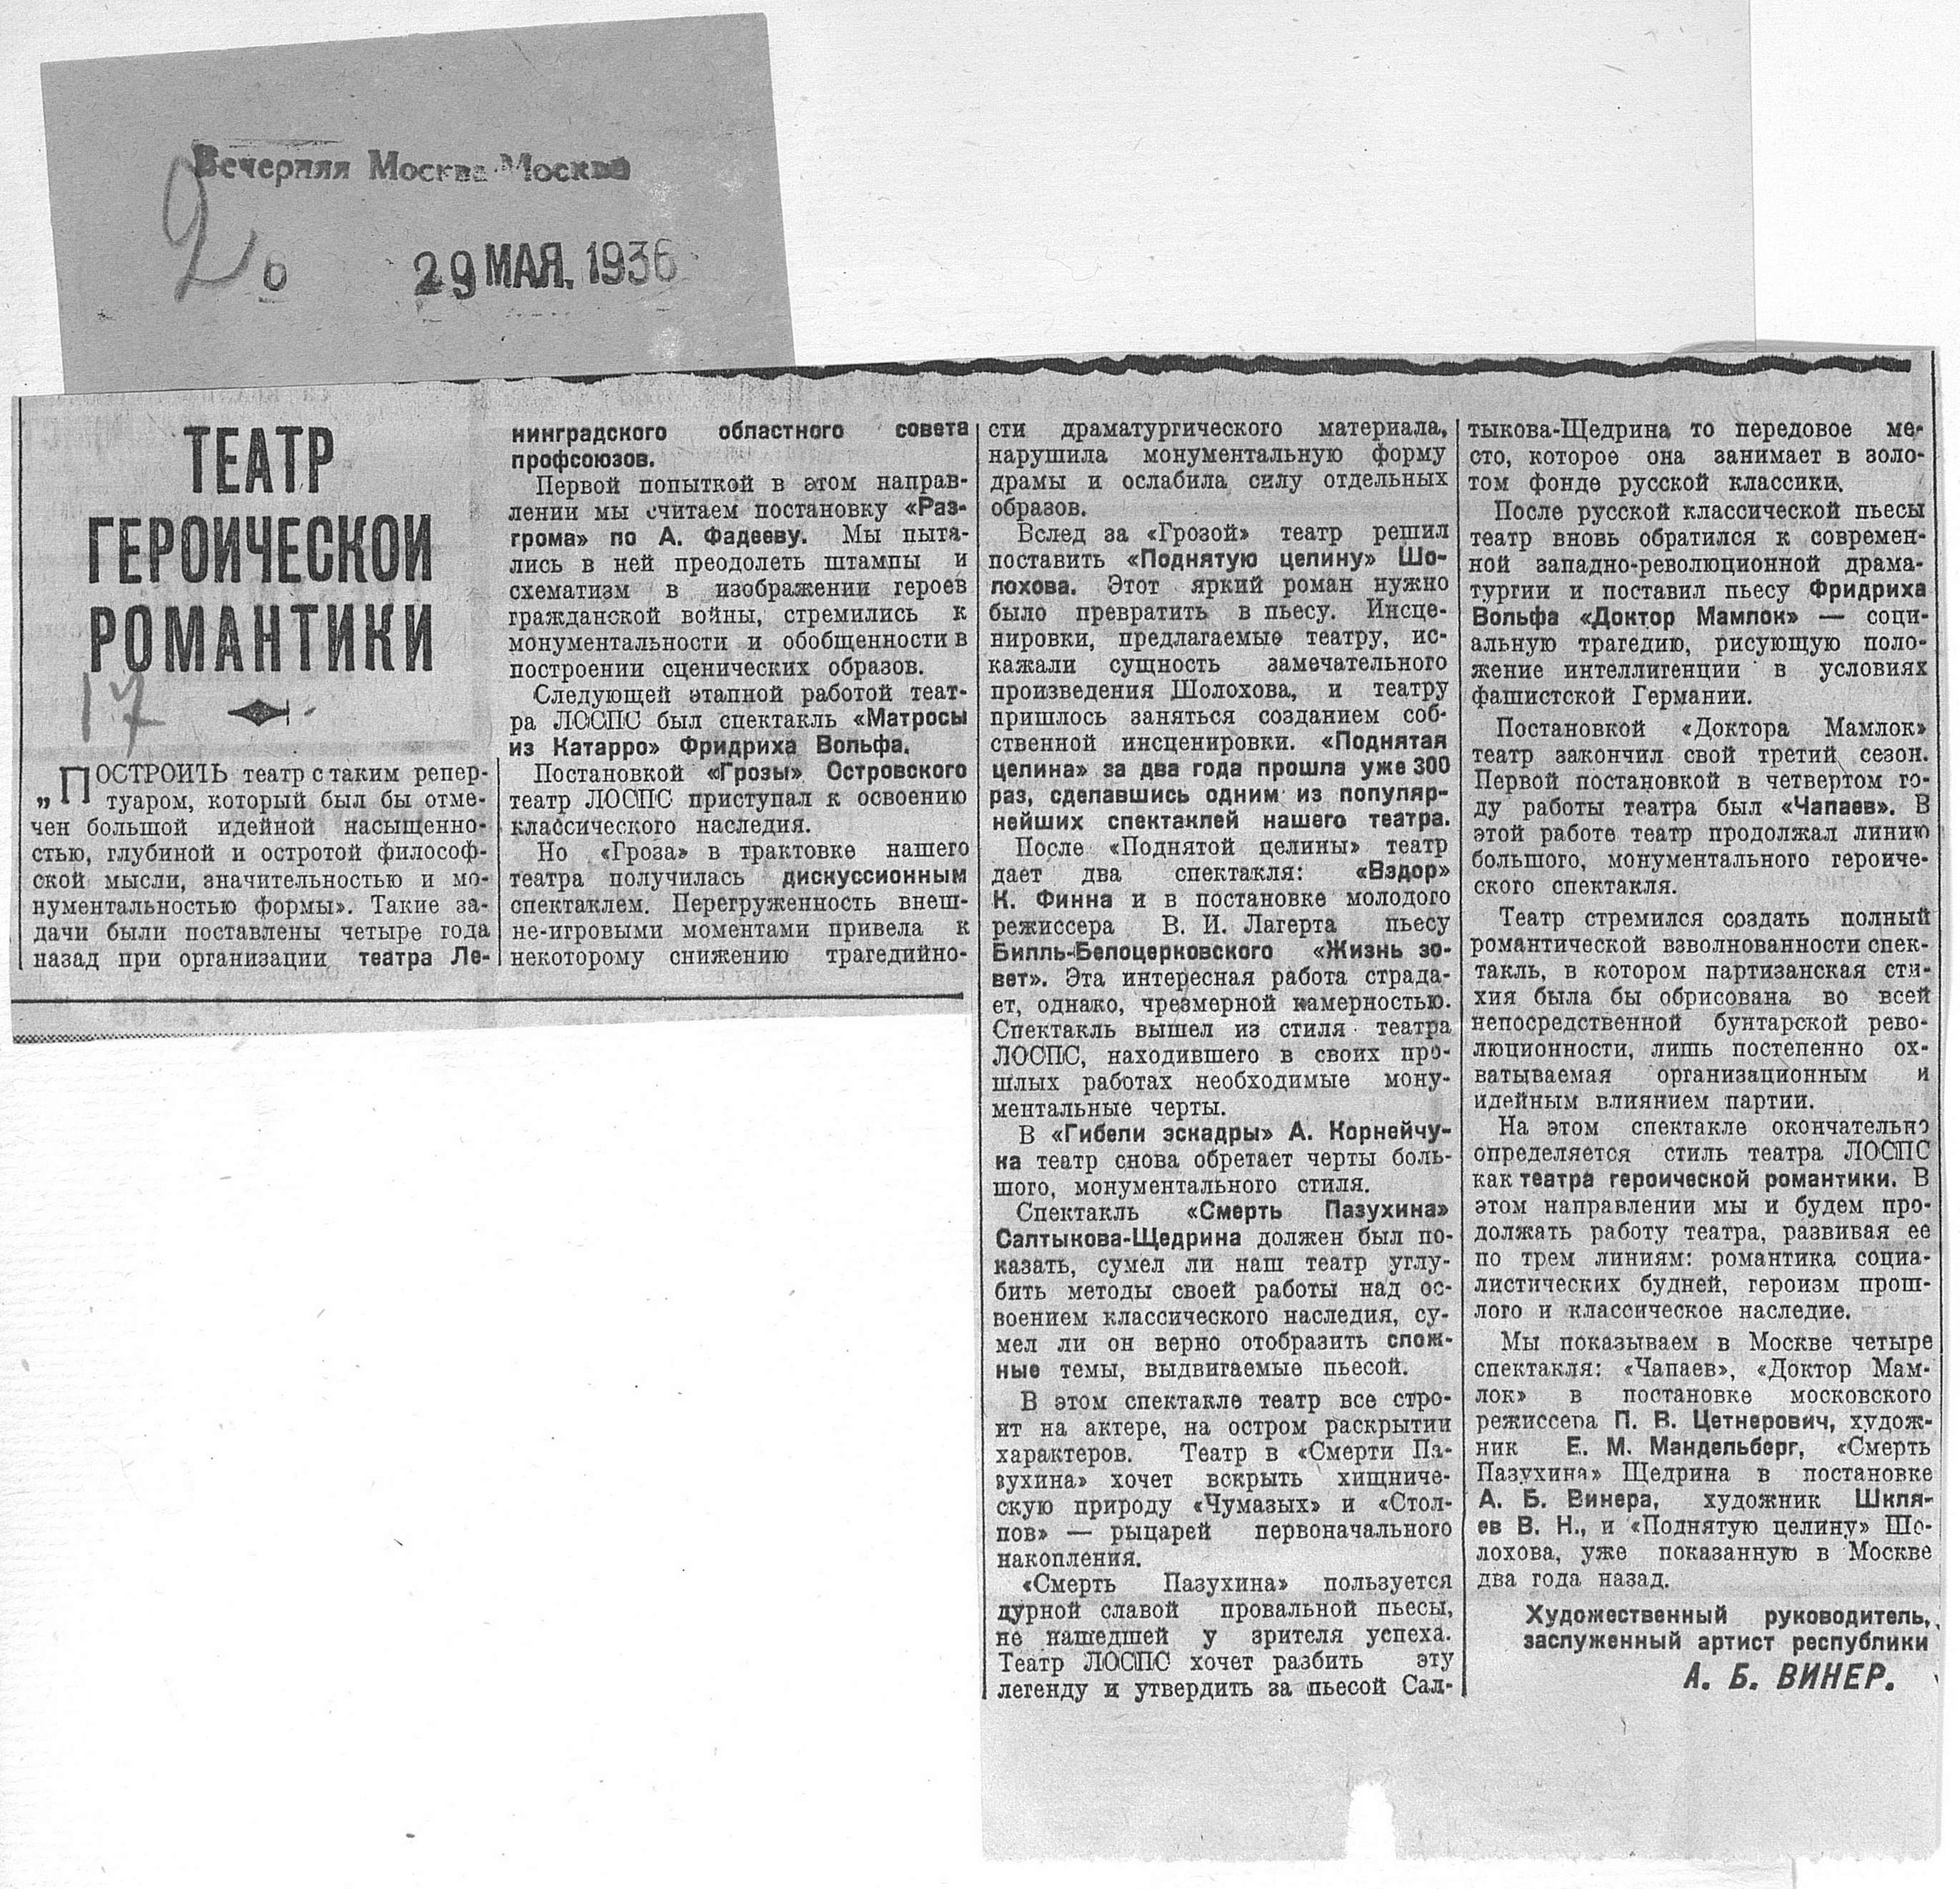 Вечерняя Москва Москва
29 МАЯ. 1936
ТЕАТР
ГЕРОИЧЕСКОЙ
РОМАНТИКИ
17
„ПОСТРОИТЬ театр с таким репер-
туаром, который был бы отме-
чен большой идейной насыщенно-
стью, глубиной и остротой философ-
ской мысли, значительностью и мо-
нументальностью формы». Такие за-
дачи были поставлены четыре года
назад при организации театра Ле-
нинградского областного совета
профсоюзов.
Первой попыткой в этом направ-
лении мы считаем постановку «Раз-
грома» по А. Фадееву. Мы пыта-
лись в ней преодолеть штампы и
схематизм в изображении героев
гражданской войны, стремились к
монументальности и обобщенности в
построении сценических образов.
Следующей этапной работой теат-
ра ЛОСПС был спектакль «Матросы
из Катарро» Фридриха Вольфа.
Постановкой «Грозы» Островского
театр ЛОСПС приступал к освоению
классического наследия.
Но «Гроза» в трактовке нашего
театра получилась дискуссионным
спектаклем. Перегруженность внеш-
не-игровыми моментами привела к
некоторому снижению трагедийно-
сти драматургического материала,
нарушила монументальную форму
драмы и ослабила силу отдельных
образов.
Вслед за «Грозой» театр решил
поставить «Поднятую целину» Шо-
лохова. Этот яркий роман нужно
было превратить в пьесу. Инсце-
нировки, предлагаемые театру, ис-
кажали сущность замечательного
произведения Шолохова, и театру
пришлось заняться созданием соб-
ственной инсценировки. «Поднятая
целина» за два года прошла уже 300
раз, сделавшись одним из популяр-
нейших спектаклей нашего театра.
После «Поднятой целины» театр
дает два спектакля: «Вздор»
К. Финна и в постановке молодого
режиссера В. И. Лагерта пьесу
Билль-Белоцерковского «Жизнь зо-
вет». Эта интересная работа страда-
ет, однако, чрезмерной камерностью.
Спектакль вышел из стиля театра
ЛОСПС, находившего в своих про-
шлых работах необходимые мону-
ментальные черты.
В «Гибели эскадры» А. Корнейчу-
ка театр снова обретает черты боль-
шого, монументального стиля.
Спектакль «Смерть Пазухина»
Салтыкова-Щедрина должен был по-
казать, сумел ли наш театр углу-
бить методы своей работы над ос-
воением классического наследия, су-
мел ли он верно отобразить слож-
ные темы, выдвигаемые пьесой.
В этом спектакле театр все стро-
ит на актере, на остром раскрытии
характеров. Театр в «Смерти Па-
зухина» хочет вскрыть хищниче-
скую природу «Чумазых» и «Стол-
пов» — рыцарей первоначального
накопления.
«Смерть Пазухина» пользуется
дурной славой провальной пьесы,
не нашедшей у зрителя успеха.
Театр ЛОСПС хочет разбить эту
легенду и утвердить за пьесой Сал-
тыкова-Щедрина то передовое ме-
сто, которое она занимает в золо-
том фонде русской классики.
После русской классической пьесы
театр вновь обратился к современ-
ной западно-революционной драма-
тургии и поставил пьесу Фридриха
Вольфа «Доктор Мамлок» — соци-
альную трагедию, рисующую поло-
жение интеллигенции в условиях
фашистской Германии.
Постановкой «Доктора Мамлок»
театр закончил свой третий сезон.
Первой постановкой в четвертом го-
ду работы театра был «Чапаев». В
этой работе театр продолжал линию
большого, монументального героиче-
ского спектакля.
Театр стремился создать полный
романтической взволнованности спек-
такль, в котором партизанская сти-
хия была бы обрисована во всей
непосредственной бунтарской рево-
люционности, лишь постепенно ох-
ватываемая организационным и
идейным влиянием партии.
На этом спектакле окончательно
определяется стиль театра ЛОСПС
как театра героической романтики. В
этом направлении мы и будем про-
должать работу театра, развивая ее
по трем линиям: романтика социа-
листических будней, героизм прош-
лого и классическое наследие.
Мы показываем в Москве четыре
спектакля: «Чапаев», «Доктор Мам-
лок» в постановке московского
режиссера П. В. Цетнерович, худож-
ник Е. М. Мандельберг, «Смерть
Пазухина» Щедрина в постановке
А. Б. Винера, художник Шкля-
ев В. Н., и «Поднятую целину» Шо-
лохова, уже показанную в Москве
два года назад.
Художественный руководитель,
заслуженный артист республики
А. Б. ВИНЕР.